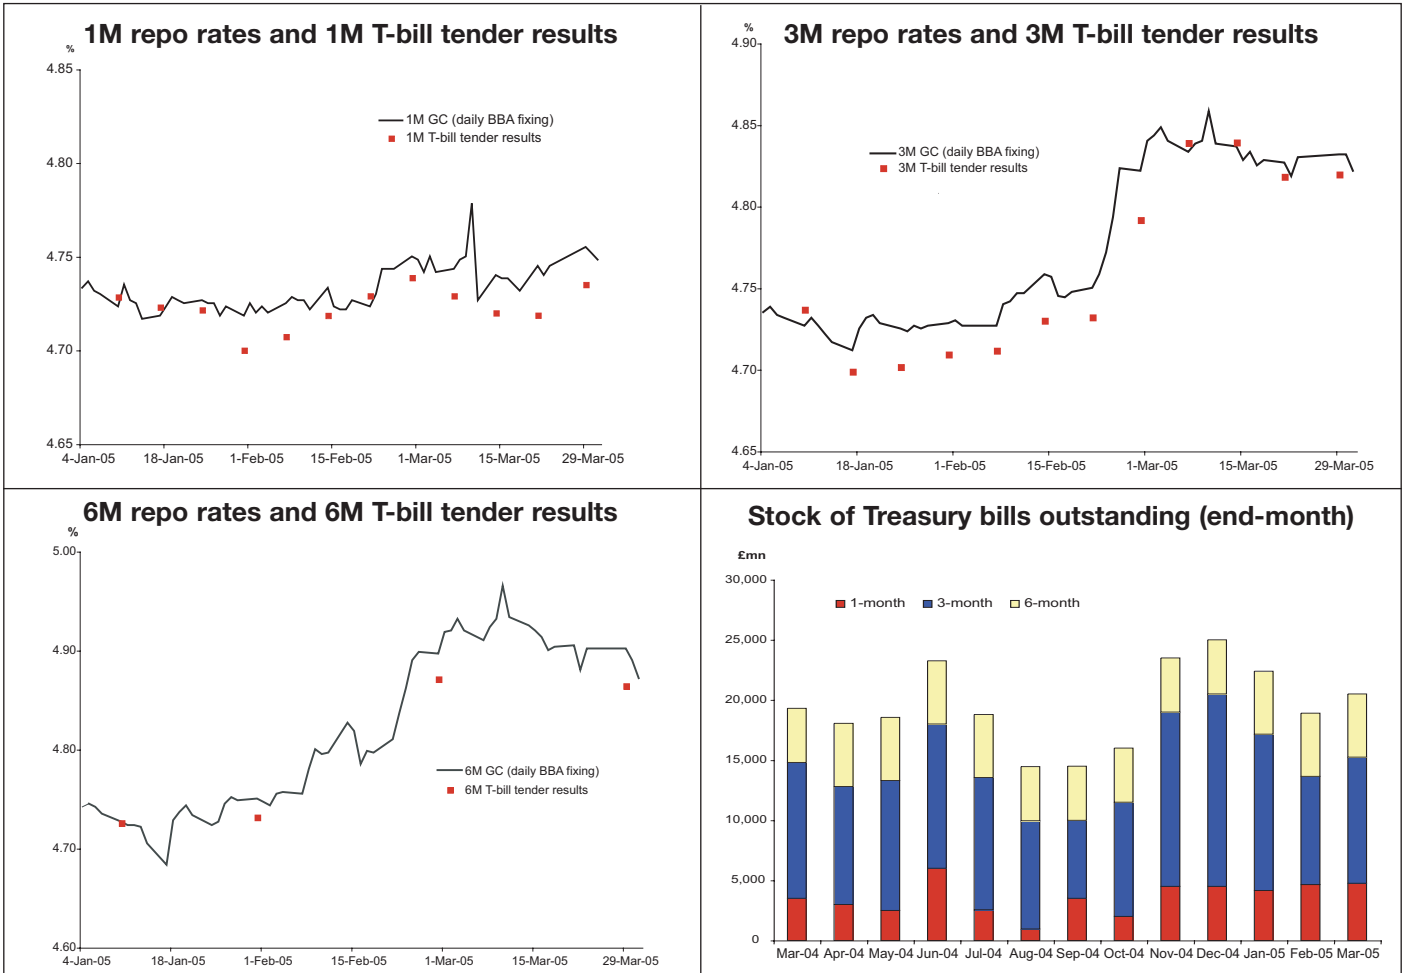 1M repo rates and 1M T-bill tender results
%
4.85
4.80
4.75
4.70
4.65
1M GC (daily BBA fixing)
1M T-bill tender results
4-Jan-05 18-Jan-05 1-Feb-05 15-Feb-05 1-Mar-05 15-Mar-05 29-Mar-05
3M repo rates and 3M T-bill tender results
%
4.90
4.85
4.80
4.75
4.70
4.65
3M GC (daily BBA fixing)
3M T-bill tender results
4-Jan-05 18-Jan-05 1-Feb-05 15-Feb-05 1-Mar-05 15-Mar-05 29-Mar-05
6M repo rates and 6M T-bill tender results
%
5.00
4.90
4.80
4.70
4.60
6M GC (daily BBA fixing)
6M T-bill tender results
4-Jan-05 18-Jan-05 1-Feb-05 15-Feb-05 1-Mar-05 15-Mar-05 29-Mar-05
Stock of Treasury bills outstanding (end-month)
£mn
30,000
25,000
20,000
15,000
10,000
5,000
0
1-month 3-month 6-month
Mar-04 Apr-04 May-04 Jun-04 Jul-04 Aug-04 Sep-04 Oct-04 Nov-04 Dec-04 Jan-05 Feb-05 Mar-05